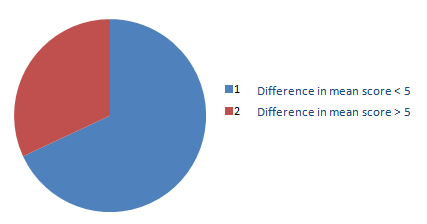 1 Difference in mean score < 5
2 Difference in mean score > 5